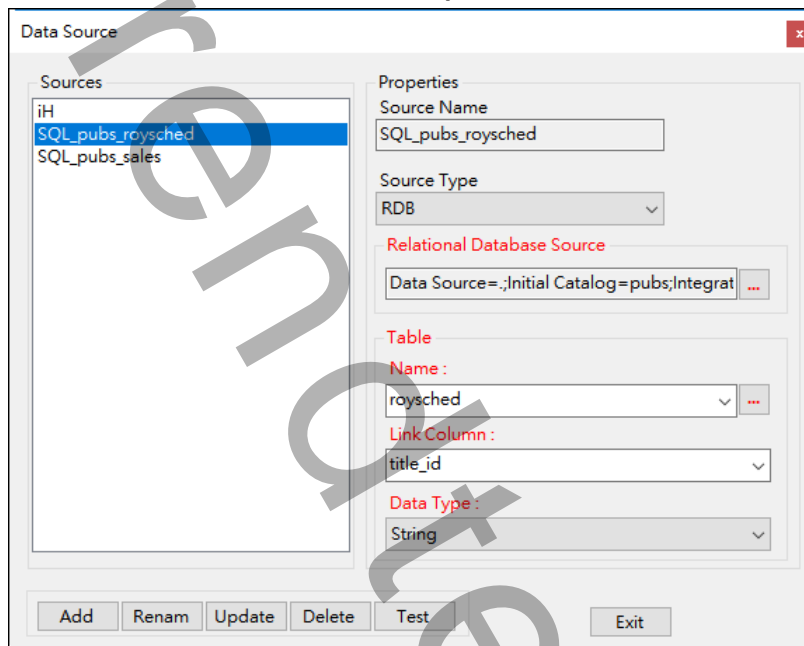 Data Source
x
Sources
iH
SQL_pubs_roysched
SQL_pubs_sales
Properties
Source Name
SQL_pubs_roysched
Source Type
RDB
Relational Database Source
Data Source=.;Initial Catalog=pubs;Integrat ...
Table
Name :
roysched ...
Link Column :
title_id
Data Type :
String
Add Renam Update Delete Test Exit